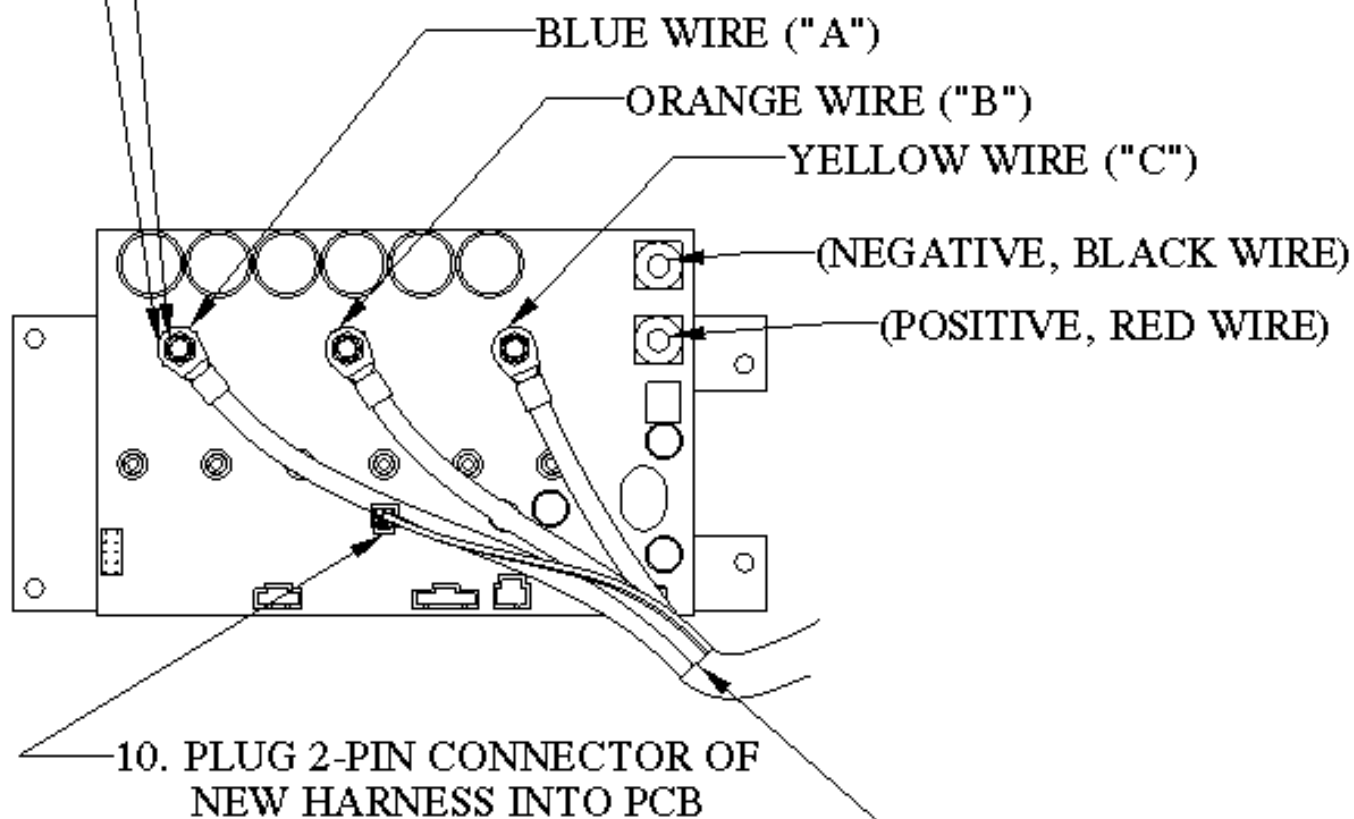 BLUE WIRE ("A")
ORANGE WIRE ("B")
YELLOW WIRE ("C")
(NEGATIVE, BLACK WIRE)
(POSITIVE, RED WIRE)
10. PLUG 2-PIN CONNECTOR OF
NEW HARNESS INTO PCB